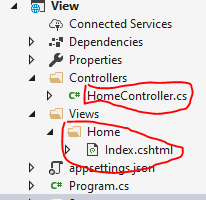 View
Connected Services
Dependencies
Properties
Controllers
C# HomeController.cs
Views
Home
Index.cshtml
appsettings.json
C# Program.cs